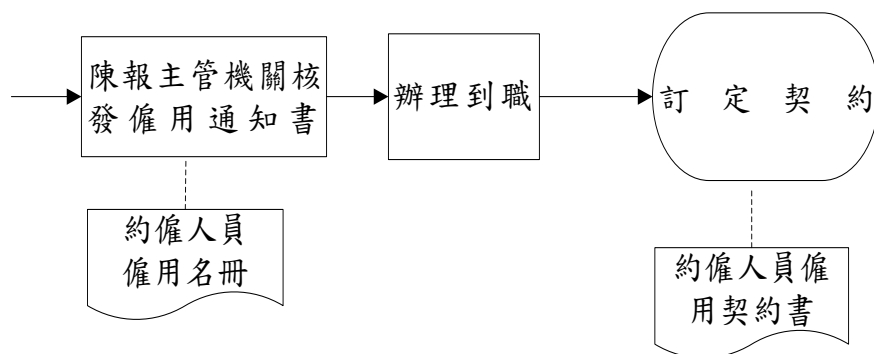 陳報主管機關核
發僱用通知書
辦理到職
訂定契約
約僱人員
僱用名冊
約僱人員僱
用契約書